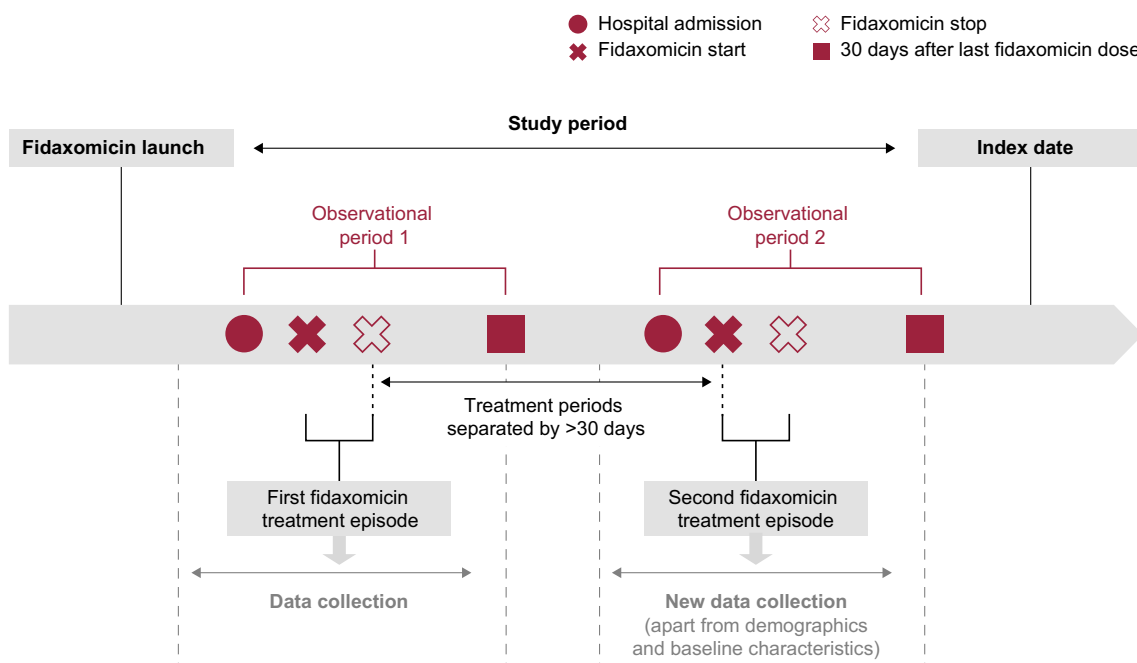 Hospital admission
Fidaxomicin stop
Fidaxomicin start
30 days after last fidaxomicin dose
Study period
Fidaxomicin launch
Index date
Observational
period 1
Observational
period 2
Treatment periods
separated by >30 days
First fidaxomicin
treatment episode
Second fidaxomicin
treatment episode
Data collection
New data collection
(apart from demographics
and baseline characteristics)